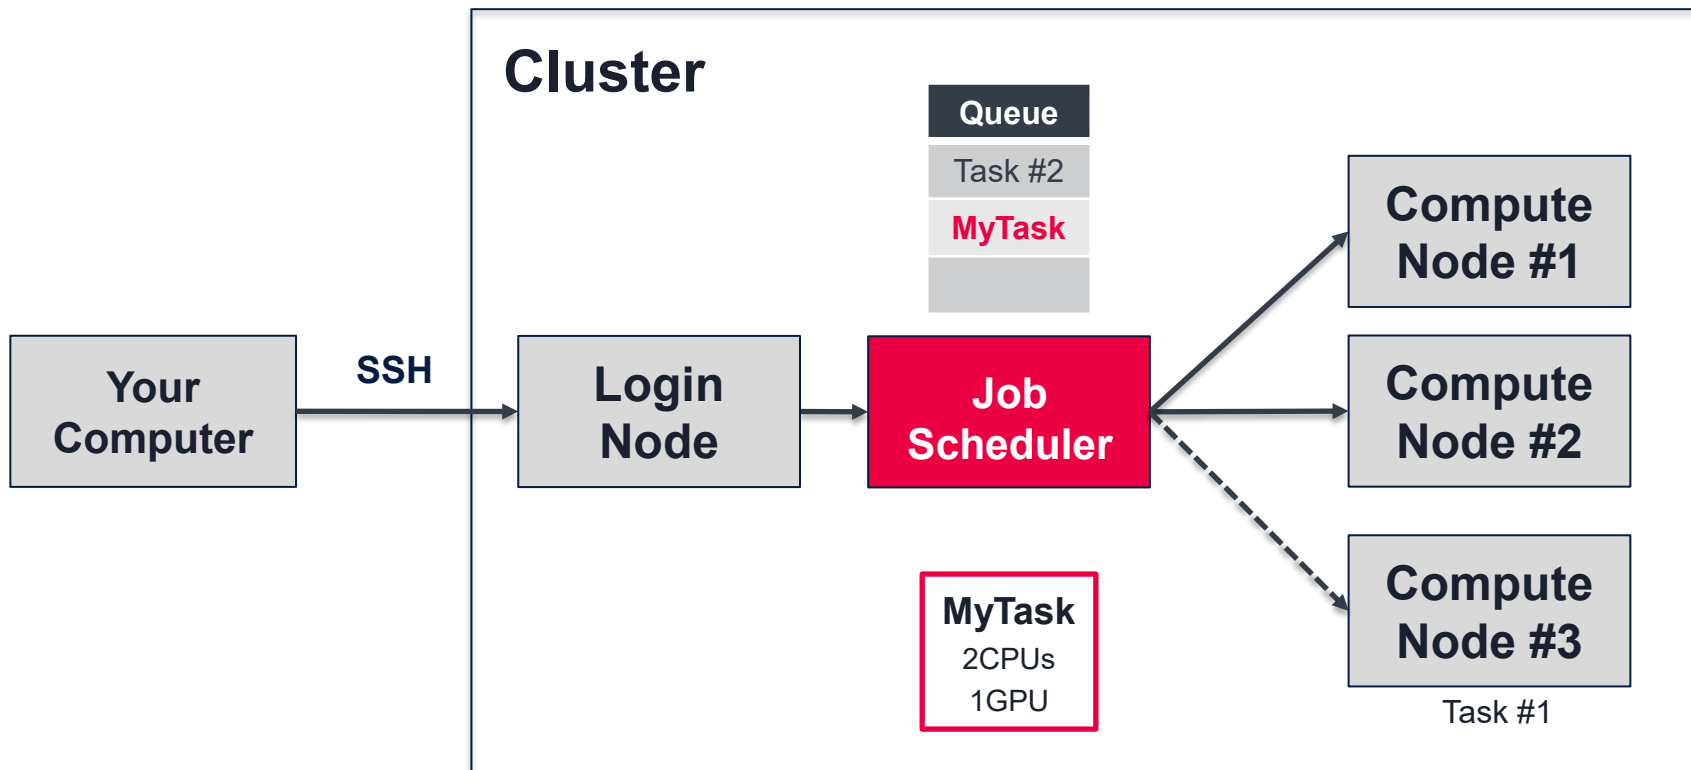 Cluster
Queue
Task #2
MyTask
Your
Computer
SSH
Login
Node
Job
Scheduler
MyTask
2CPUs
1GPU
Compute
Node #1
Compute
Node #2
Compute
Node #3
Task #1